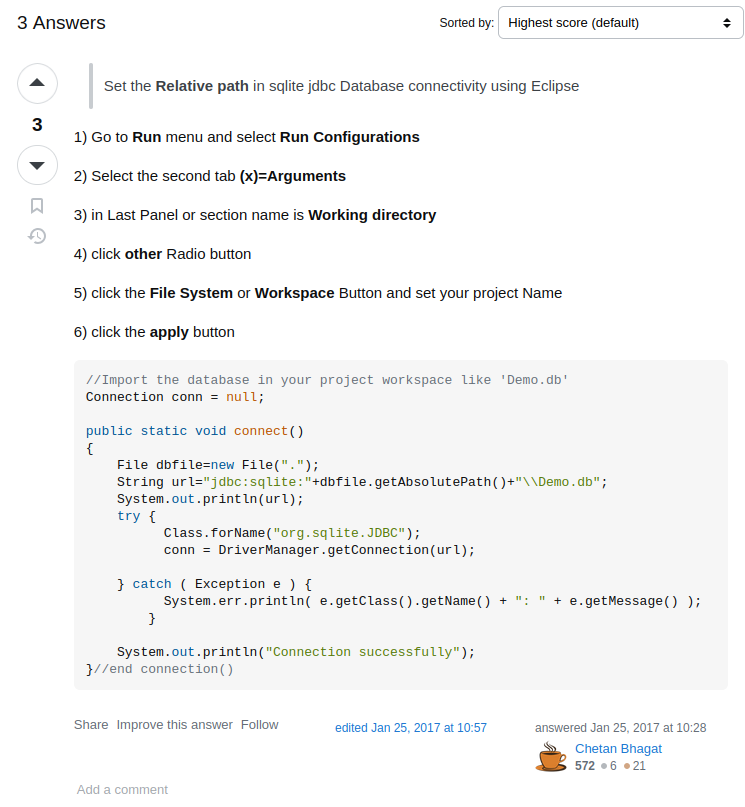 3 Answers
Sorted by: Highest score (default)
Set the Relative path in sqlite jdbc Database connectivity using Eclipse
3
1) Go to Run menu and select Run Configurations
2) Select the second tab (x)=Arguments
3) in Last Panel or section name is Working directory
4) click other Radio button
5) click the File System or Workspace Button and set your project Name
6) click the apply button
//Import the database in your project workspace like 'Demo.db'
Connection conn = null;
public static void connect()
{
    File dbfile=new File(".");
    String url="jdbc:sqlite:"+dbfile.getAbsolutePath()+"\\Demo.db";
    System.out.println(url);
    try {
          Class.forName("org.sqlite.JDBC");
          conn = DriverManager.getConnection(url);
    } catch ( Exception e ) {
          System.err.println( e.getClass().getName() + ": " + e.getMessage() );
        }
    System.out.println("Connection successfully");
}//end connection()
Share Improve this answer Follow
edited Jan 25, 2017 at 10:57
answered Jan 25, 2017 at 10:28
Chetan Bhagat
572 ●6 ●21
Add a comment